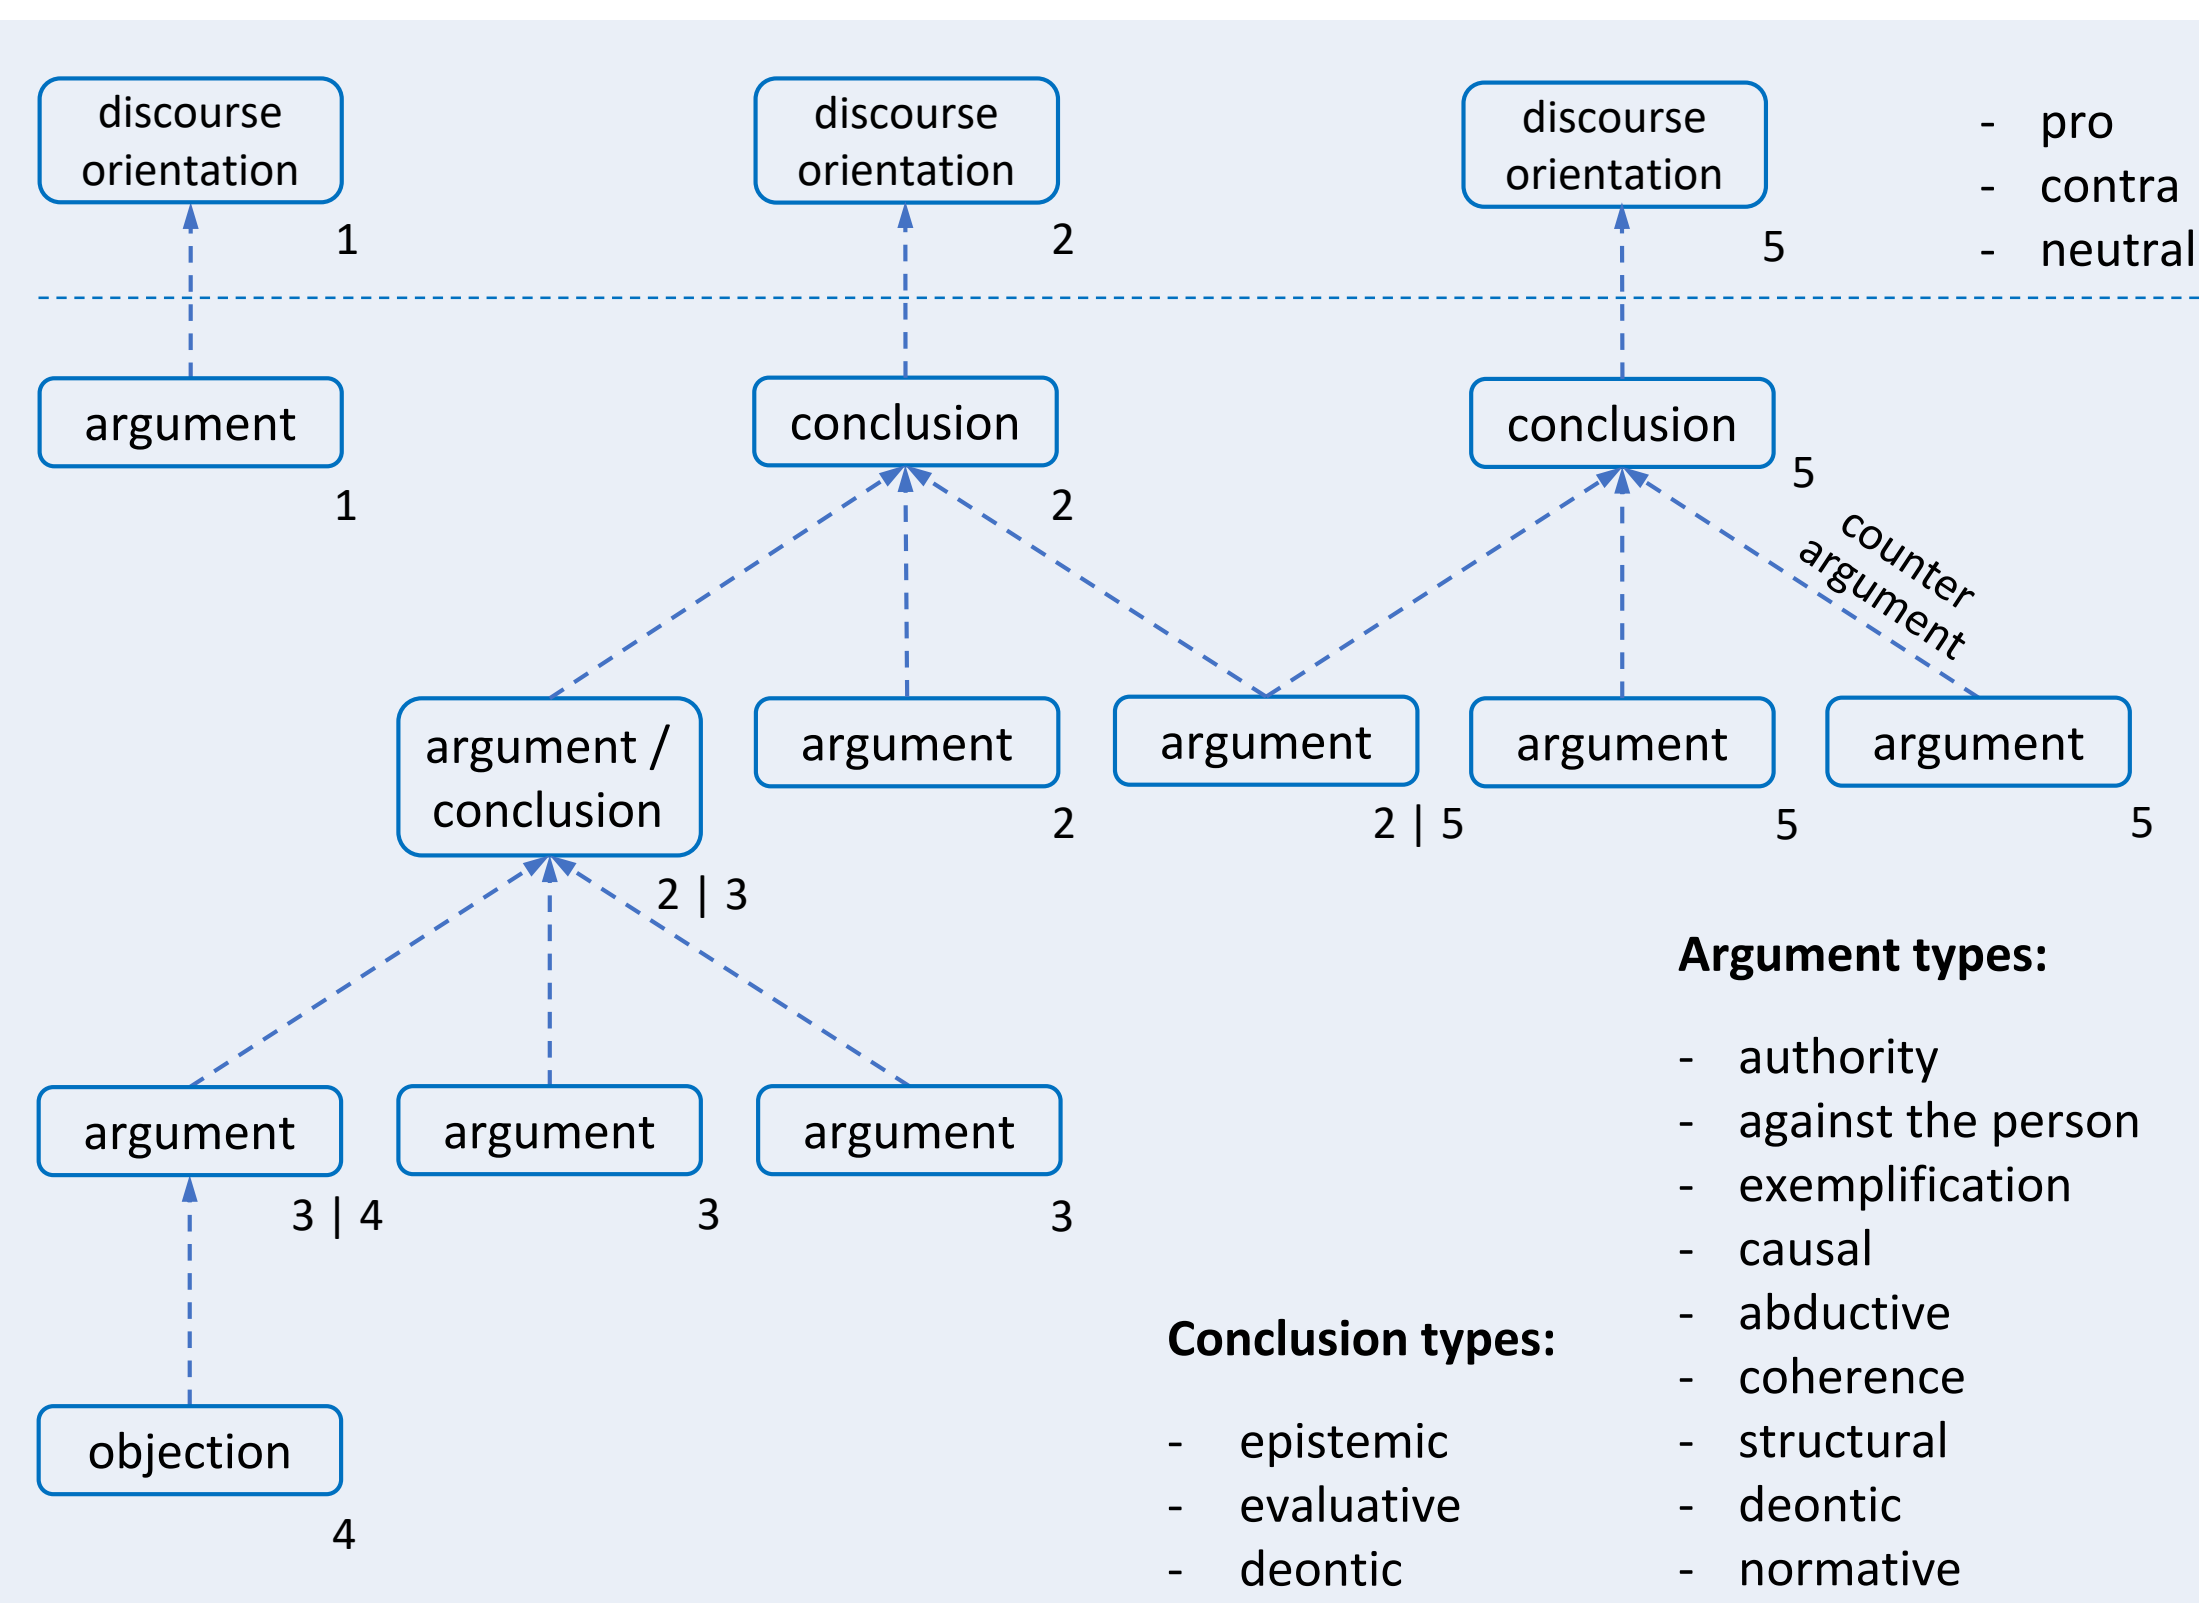 discourse
orientation
1
discourse
orientation
2
discourse
orientation
5
- pro
- contra
- neutral
argument
1
conclusion
2
conclusion
5
counter
argument
argument /
conclusion
2 | 3
argument
2
argument
2 | 5
argument
5
argument
5
argument
3 | 4
argument
3
argument
3
objection
4
Conclusion types:
- epistemic
- evaluative
- deontic
Argument types:
- authority
- against the person
- exemplification
- causal
- abductive
- coherence
- structural
- deontic
- normative